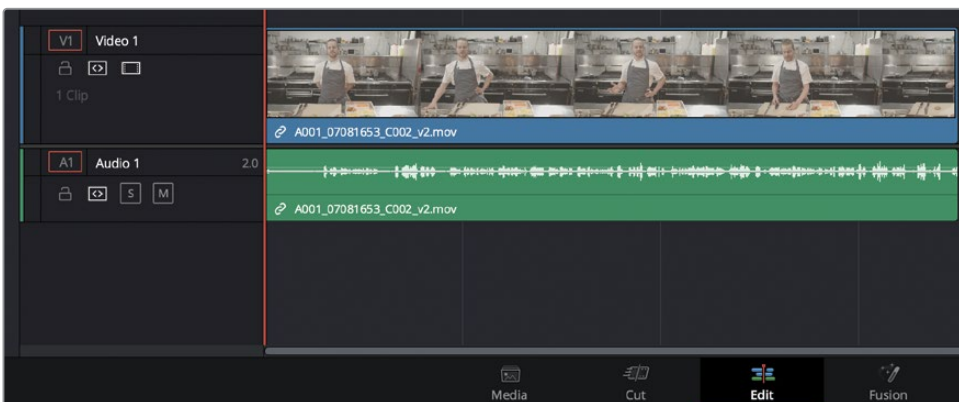 V1 Video 1
1 Clip
A001_07081653_C002_v2.mov
A1 Audio 1 2.0
S M
A001_07081653_C002_v2.mov
Media Cut Edit Fusion